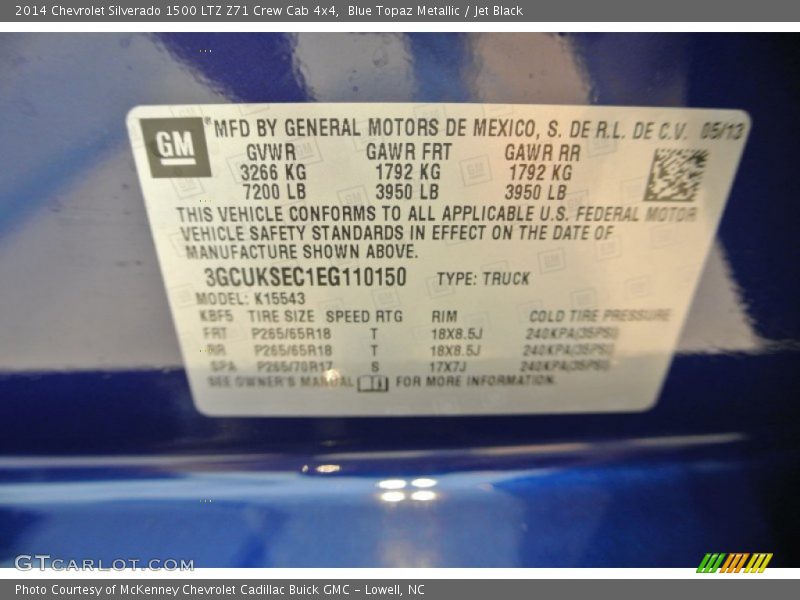 2014 Chevrolet Silverado 1500 LTZ Z71 Crew Cab 4x4,  Blue Topaz Metallic / Jet Black
GM ® MFD BY GENERAL MOTORS DE MEXICO, S. DE R.L. DE C.V. 05/13
GVWR GAWR FRT GAWR RR
3266 KG 1792 KG 1792 KG
7200 LB 3950 LB 3950 LB
THIS VEHICLE CONFORMS TO ALL APPLICABLE U.S. FEDERAL MOTOR
VEHICLE SAFETY STANDARDS IN EFFECT ON THE DATE OF
MANUFACTURE SHOWN ABOVE.
3GCUKSEC1EG110150 TYPE: TRUCK
MODEL: K15543
KBF5 TIRE SIZE SPEED RTG RIM COLD TIRE PRESSURE
FRT P265/65R18 T 18X8.5J 240KPA(35PSI)
RR P265/65R18 T 18X8.5J 240KPA(35PSI)
SPA P265/70R17 S 17X7J 240KPA(35PSI)
SEE OWNER'S MANUAL FOR MORE INFORMATION.
GTCarLot.com
Photo Courtesy of McKenney Chevrolet Cadillac Buick GMC - Lowell, NC